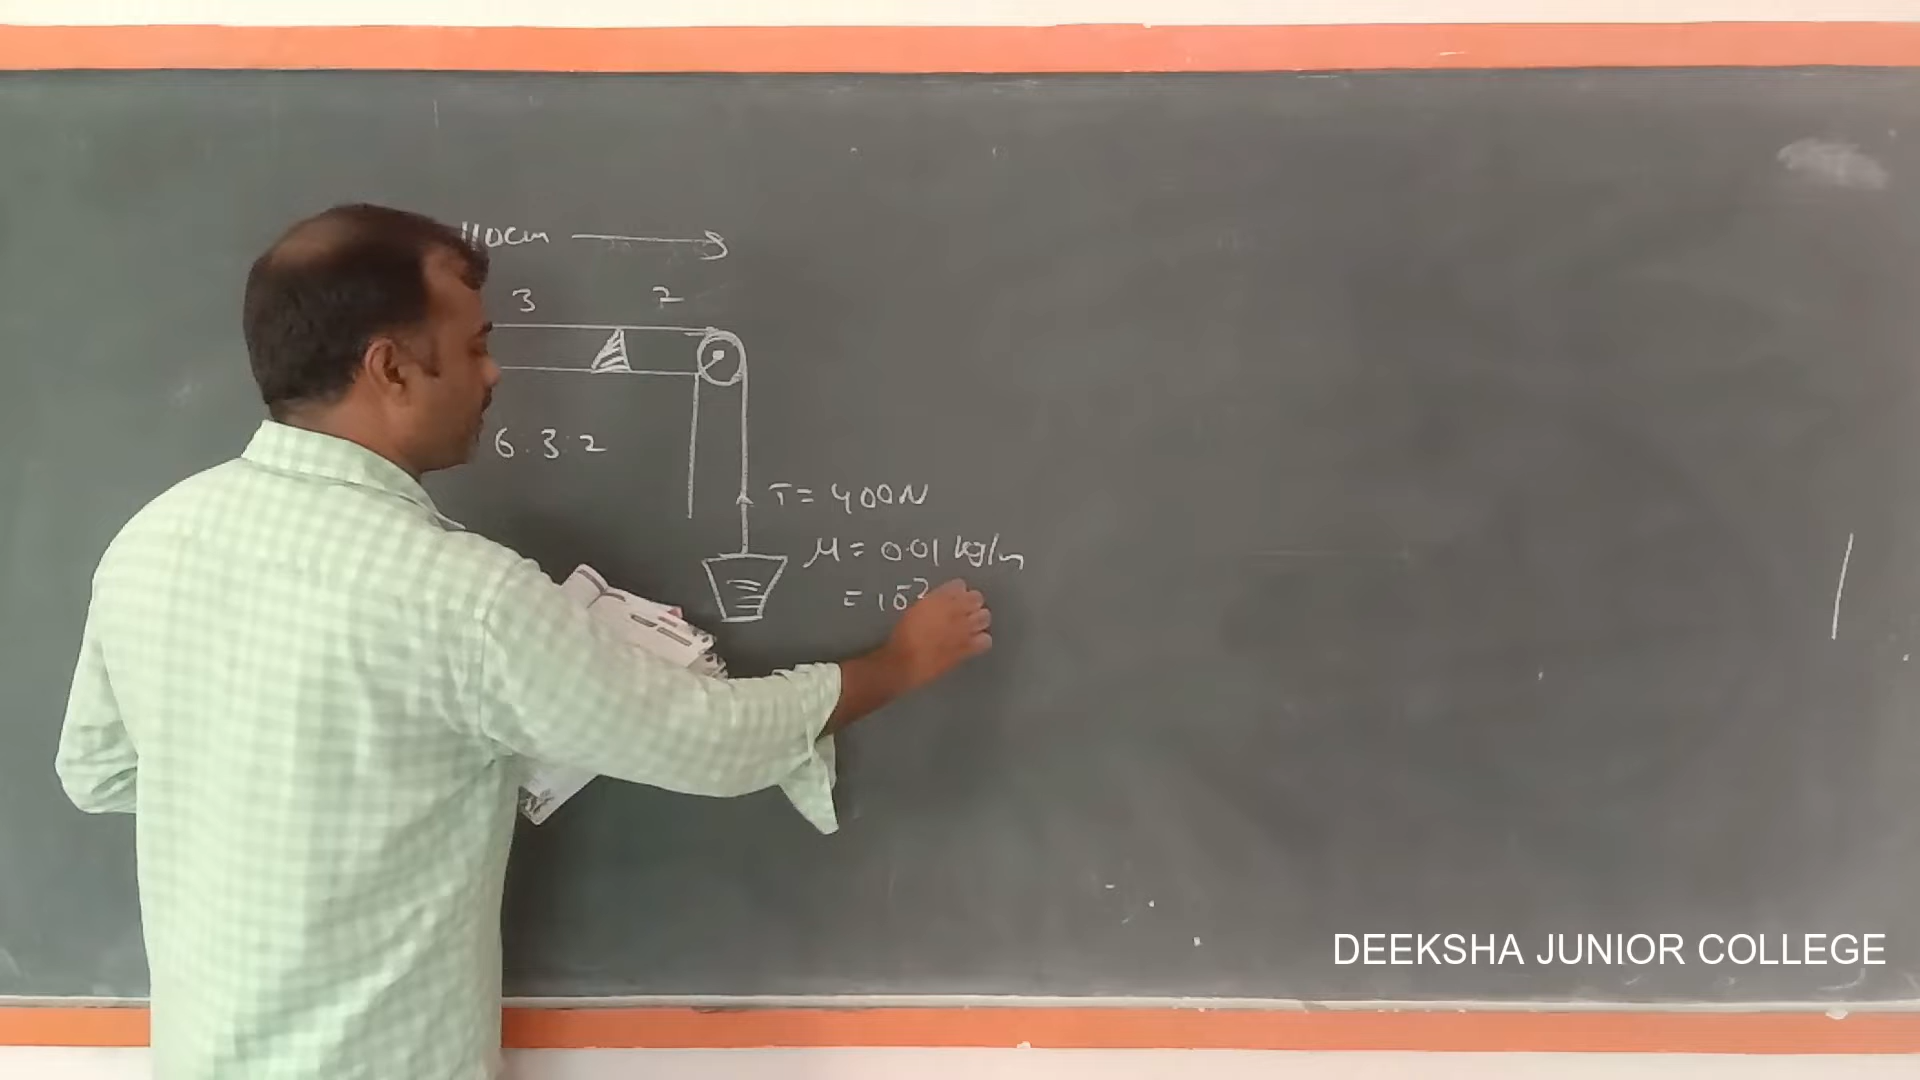 110cm
3 2
6:3:2
T = 400N
μ = 0.01 kg/m
= 10⁻²
DEEKSHA JUNIOR COLLEGE